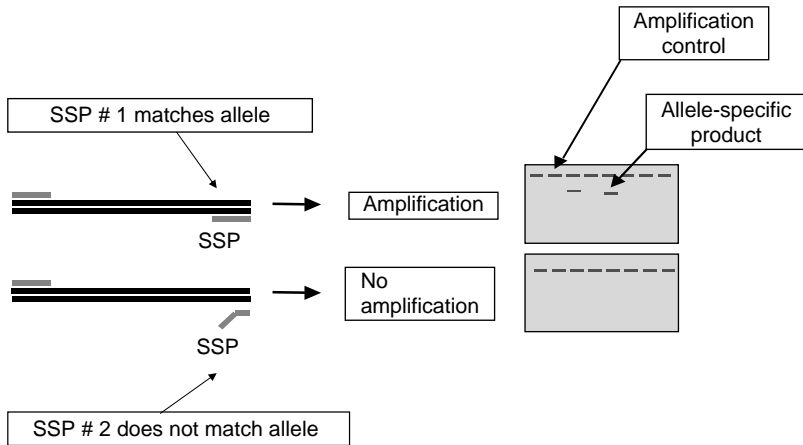 Amplification
control
SSP # 1 matches allele
Allele-specific
product
Amplification
SSP
No
amplification
SSP
SSP # 2 does not match allele